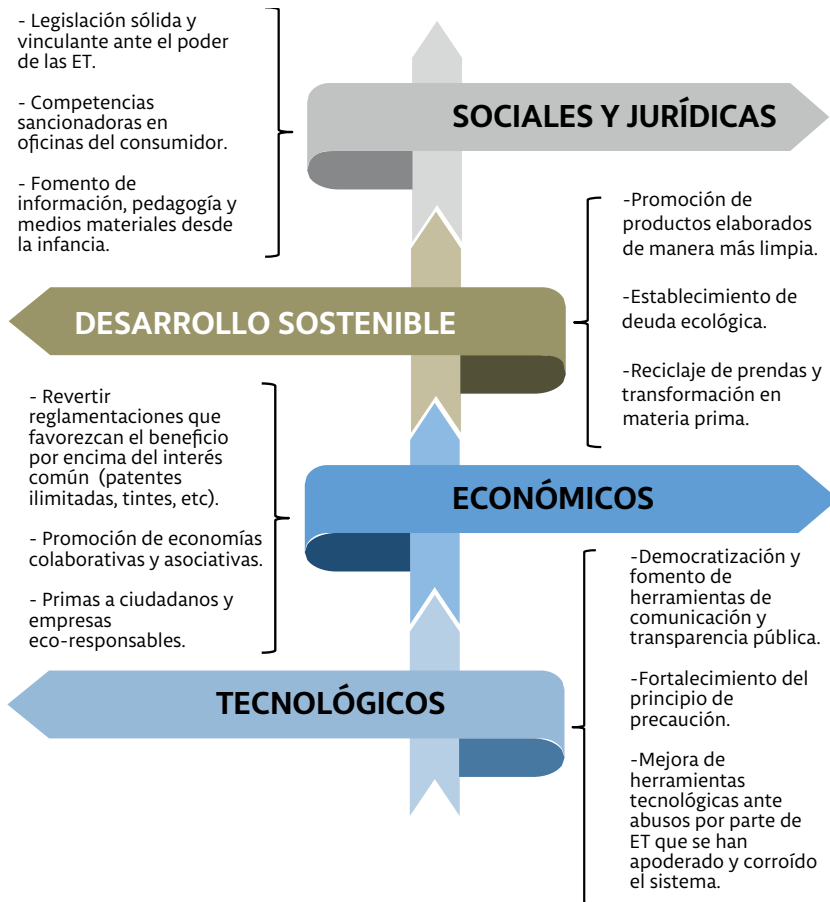 - Legislación sólida y
vinculante ante el poder
de las ET.
- Competencias
sancionadoras en
oficinas del consumidor.
- Fomento de
información, pedagogía y
medios materiales desde
la infancia.
SOCIALES Y JURÍDICAS
-Promoción de
productos elaborados
de manera más limpia.
-Establecimiento de
deuda ecológica.
-Reciclaje de prendas y
transformación en
materia prima.
DESARROLLO SOSTENIBLE
- Revertir
reglamentaciones que
favorezcan el beneficio
por encima del interés
común (patentes
ilimitadas, tintes, etc).
- Promoción de economías
colaborativas y asociativas.
- Primas a ciudadanos y
empresas
eco-responsables.
ECONÓMICOS
-Democratización y
fomento de
herramientas de
comunicación y
transparencia pública.
-Fortalecimiento del
principio de
precaución.
-Mejora de
herramientas
tecnológicas ante
abusos por parte de
ET que se han
apoderado y corroído
el sistema.
TECNOLÓGICOS